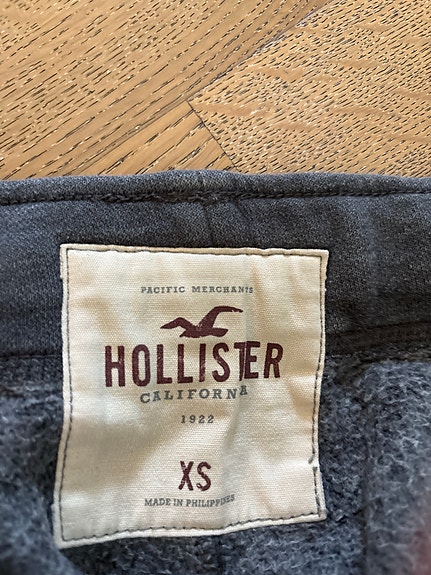 PACIFIC MERCHANTS
HOLLISTER
CALIFORNA
1922
XS
MADE IN PHILIPPINES